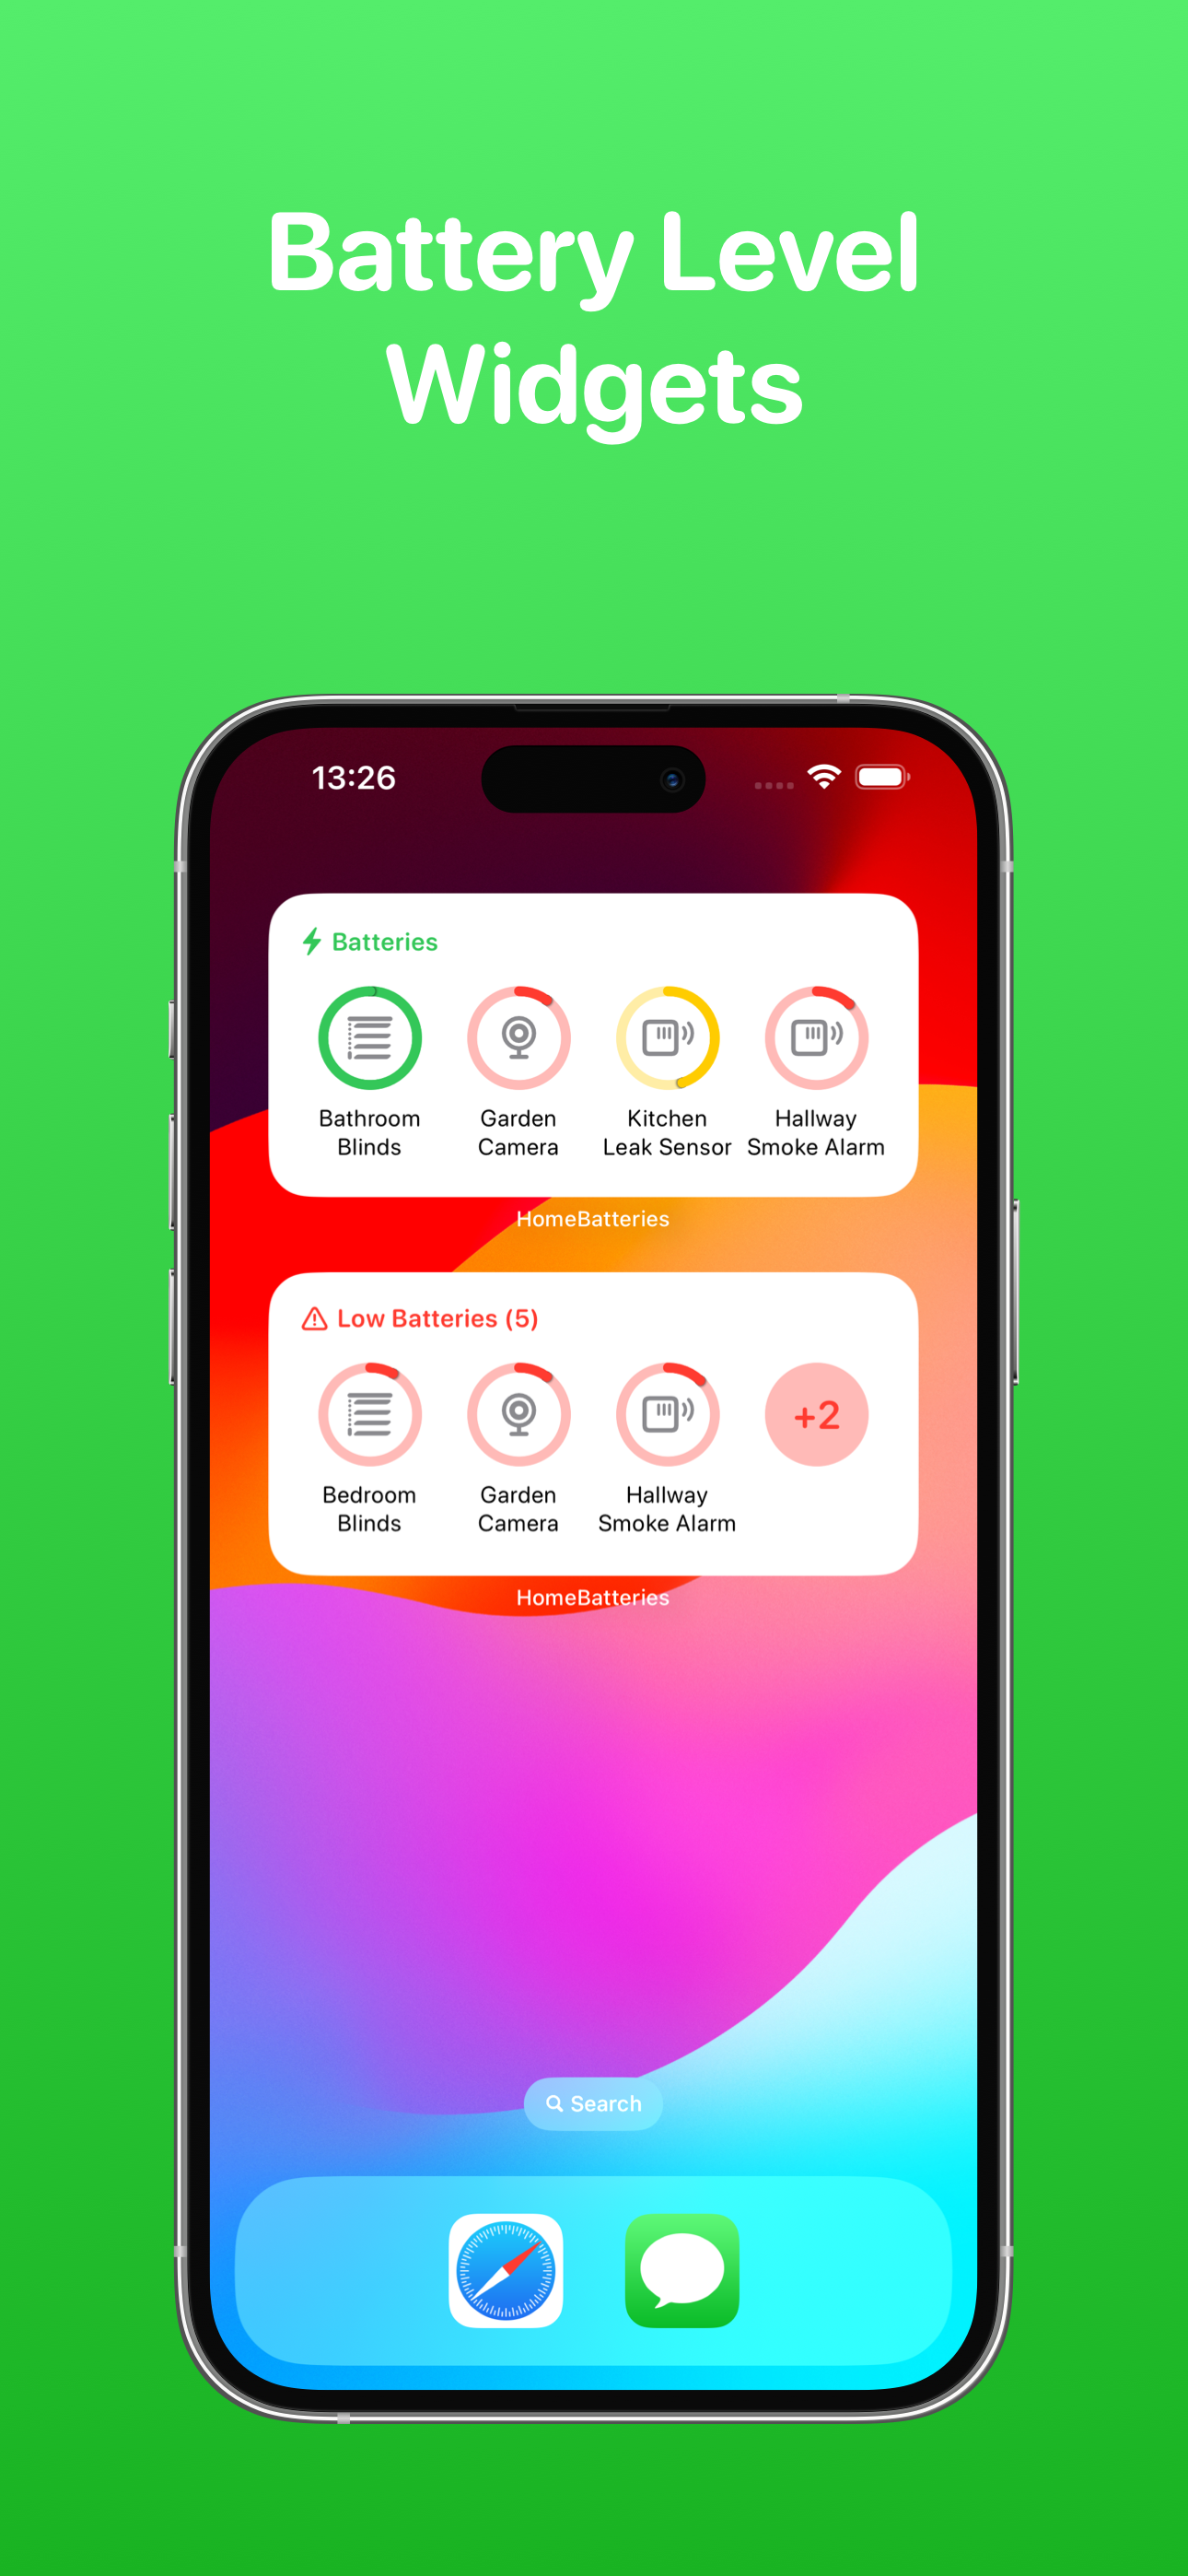 Battery Level
Widgets
13:26
Batteries
Bathroom
Blinds
Garden
Camera
Kitchen
Leak Sensor
Hallway
Smoke Alarm
HomeBatteries
Low Batteries (5)
Bedroom
Blinds
Garden
Camera
Hallway
Smoke Alarm
+2
HomeBatteries
Search